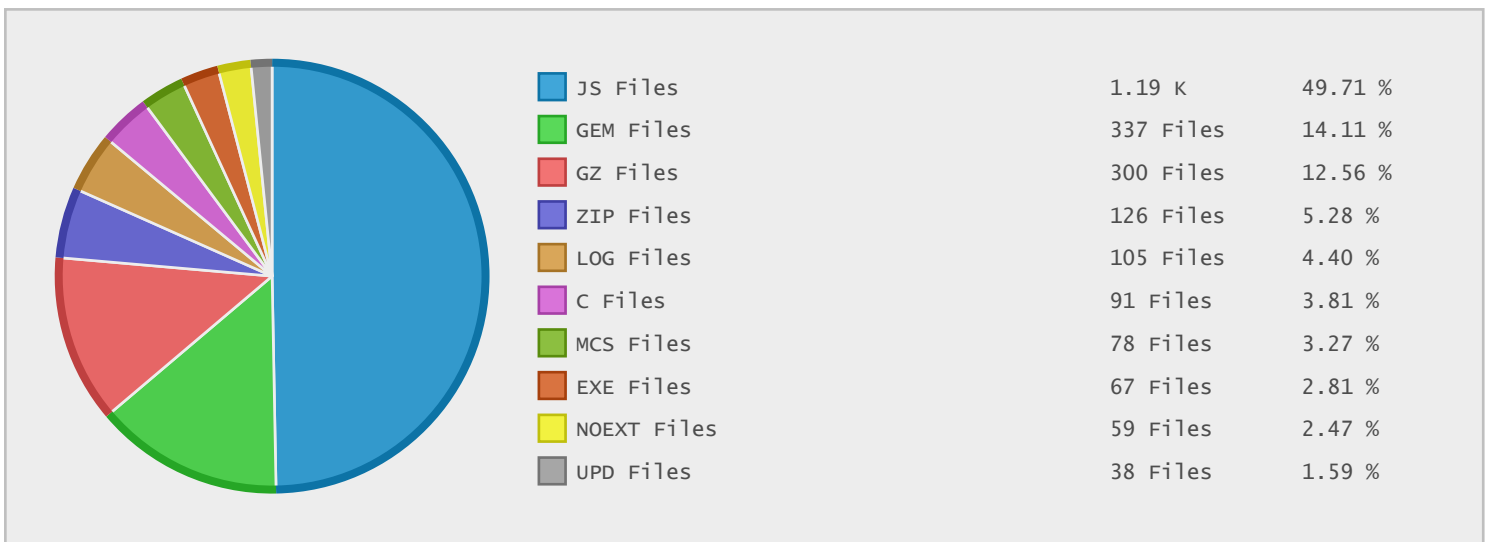 JS Files 1.19 K 49.71 %
GEM Files 337 Files 14.11 %
GZ Files 300 Files 12.56 %
ZIP Files 126 Files 5.28 %
LOG Files 105 Files 4.40 %
C Files 91 Files 3.81 %
MCS Files 78 Files 3.27 %
EXE Files 67 Files 2.81 %
NOEXT Files 59 Files 2.47 %
UPD Files 38 Files 1.59 %